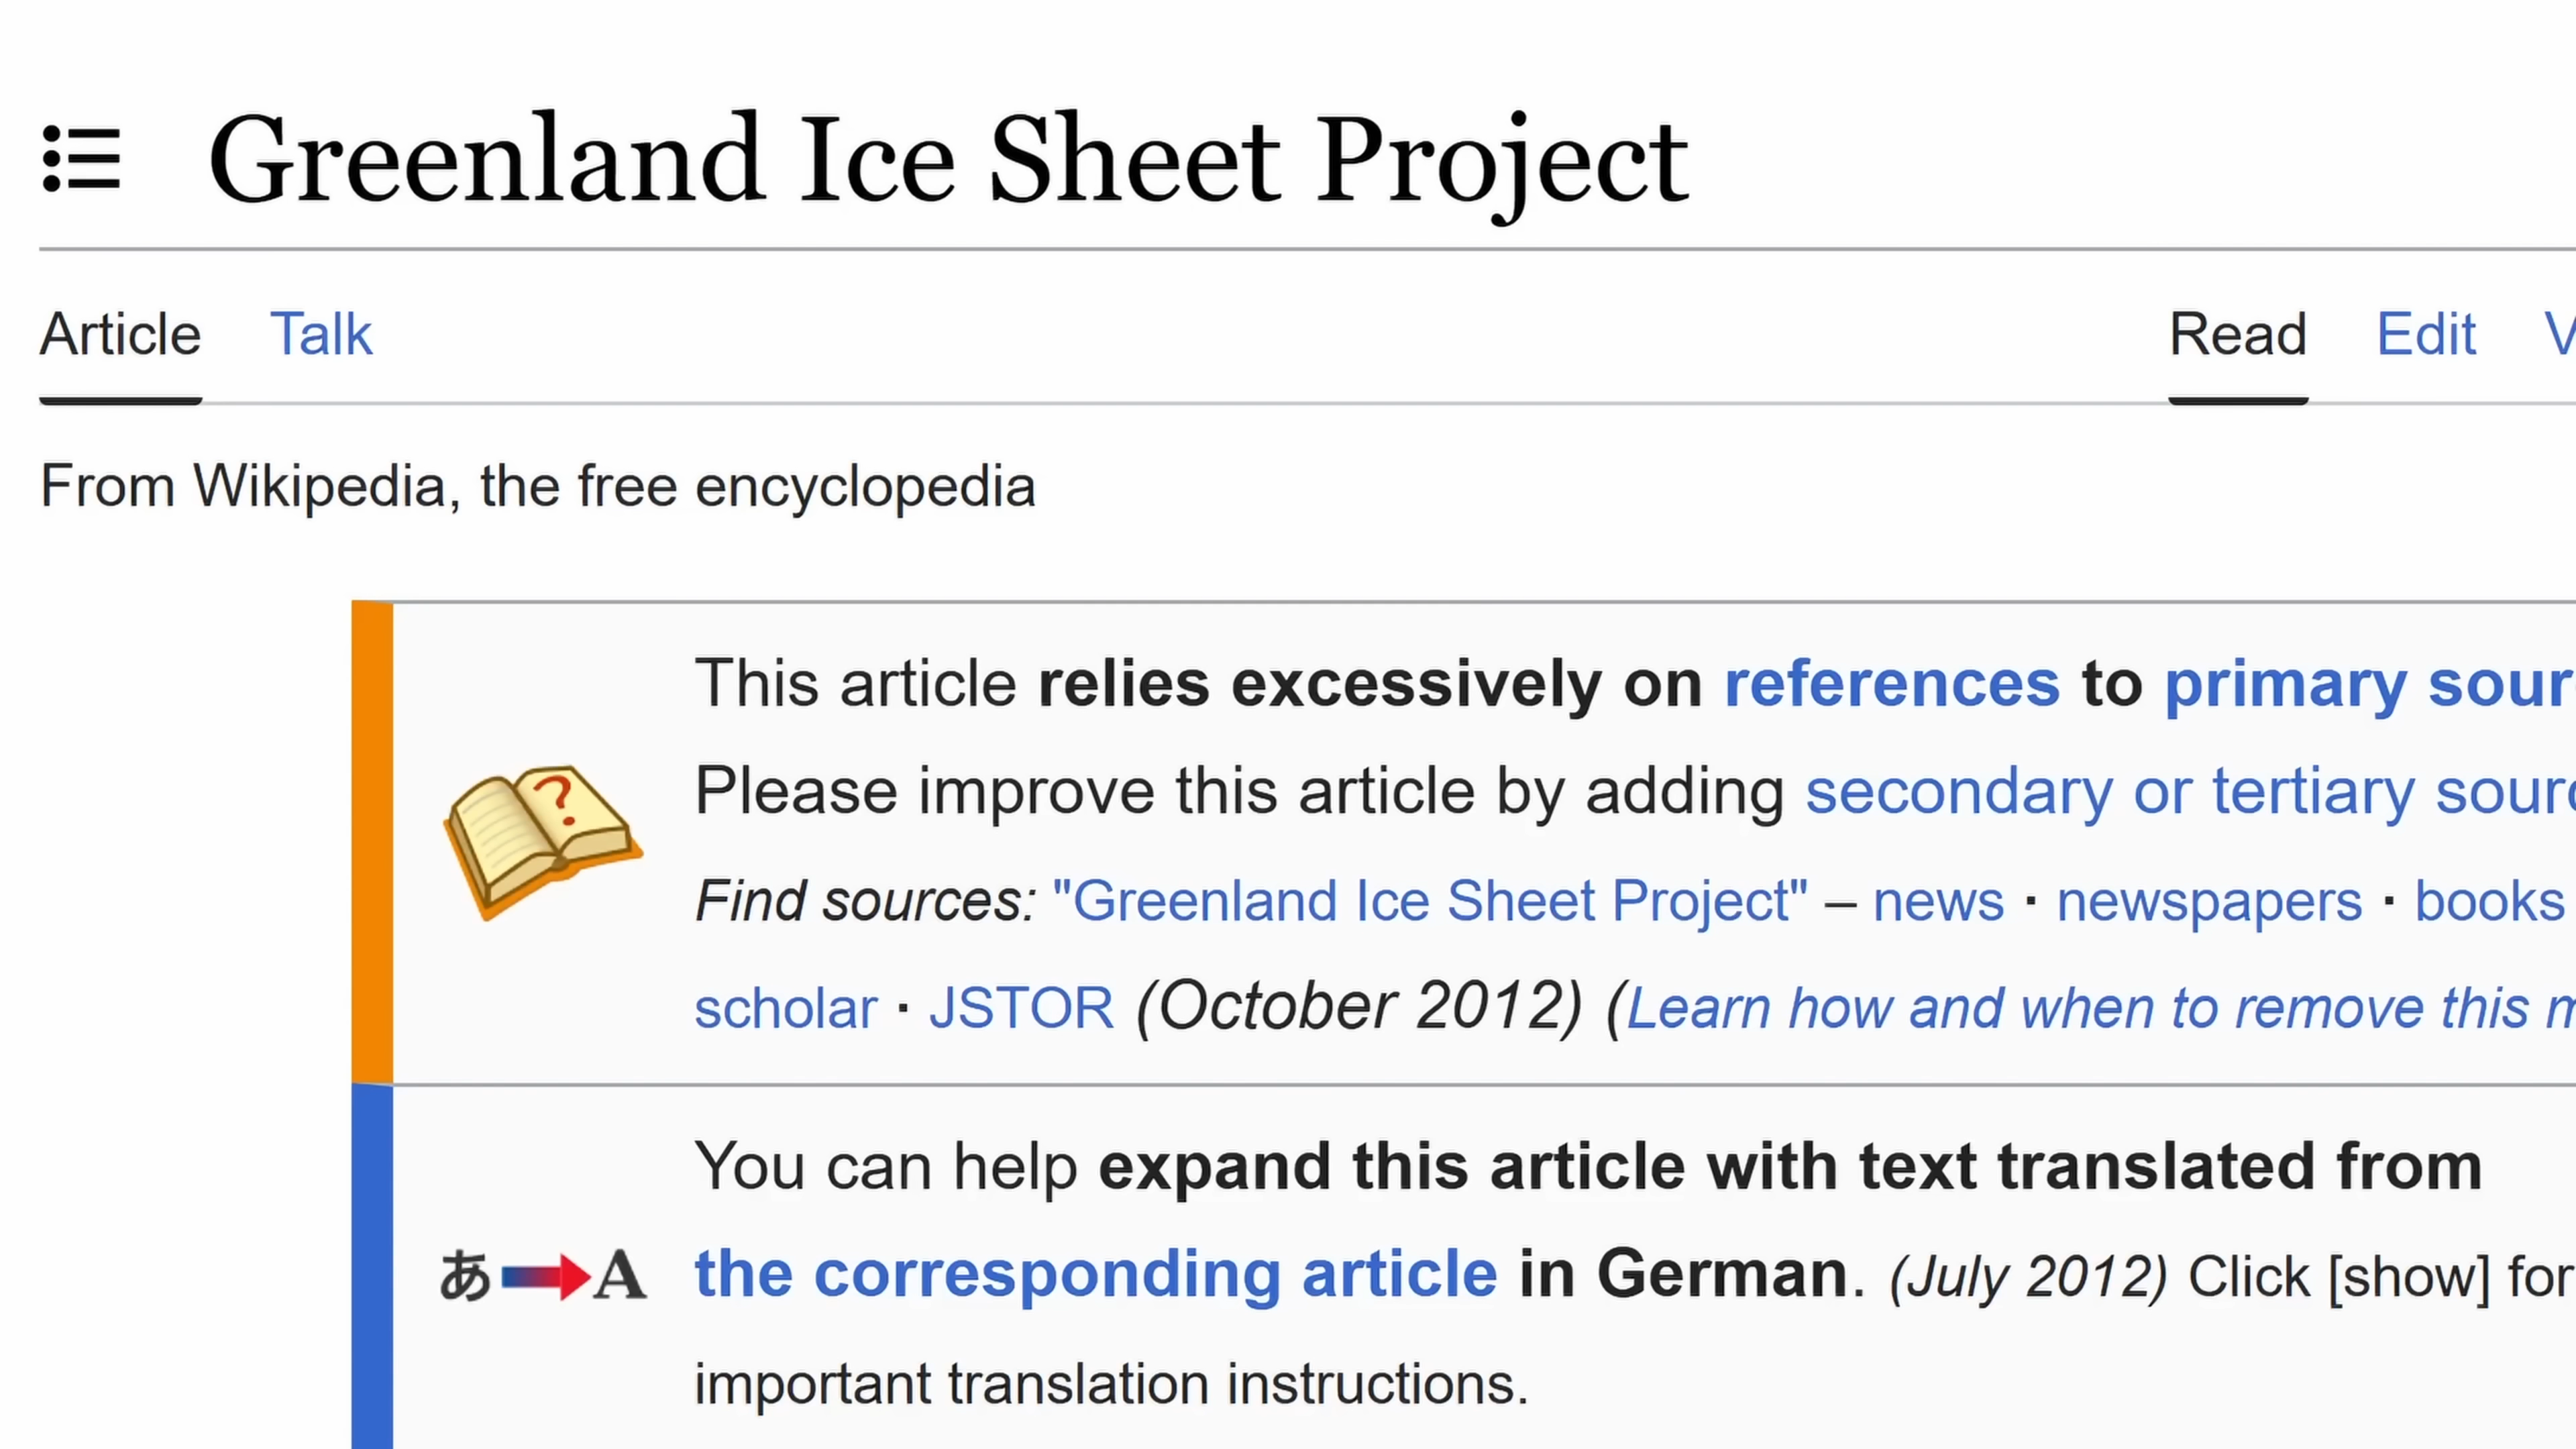 Greenland Ice Sheet Project
Article Talk Read Edit
From Wikipedia, the free encyclopedia
This article relies excessively on references to primary sour
Please improve this article by adding secondary or tertiary sourc
Find sources: "Greenland Ice Sheet Project" – news · newspapers · books
scholar · JSTOR (October 2012) (Learn how and when to remove this m
You can help expand this article with text translated from
あ A the corresponding article in German. (July 2012) Click [show] for
important translation instructions.